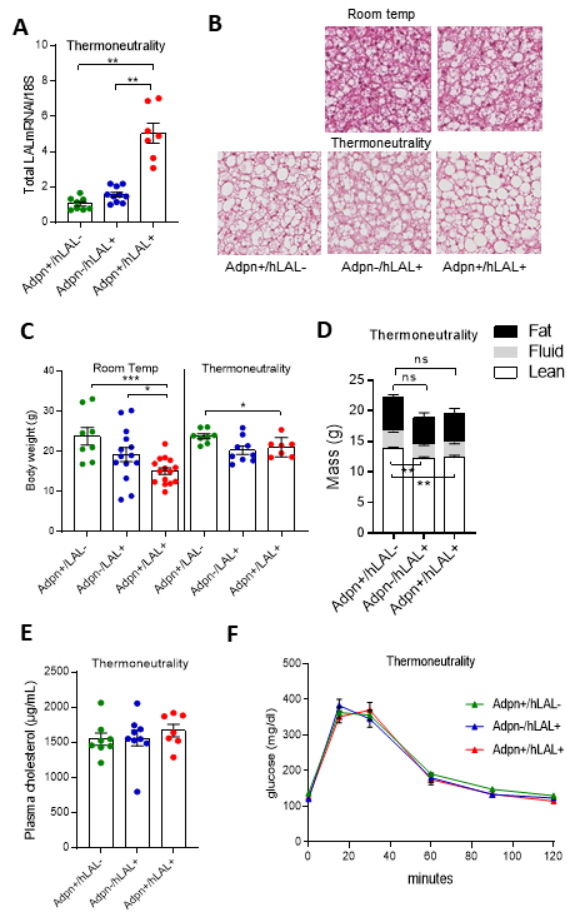 A
Thermoneutrality
**
**
Total LALmRNA/18S
10
8
6
4
2
0
Adpn+/hLAL-
Adpn-/hLAL+
Adpn+/hLAL+
B
Room temp
Thermoneutrality
Adpn+/hLAL-
Adpn-/hLAL+
Adpn+/hLAL+
C
Room Temp
Thermoneutrality
***
*
*
Body weight (g)
40
30
20
10
0
Adpn+/LAL-
Adpn-/LAL+
Adpn+/LAL+
Adpn+/LAL-
Adpn-/LAL+
Adpn+/LAL+
D
Thermoneutrality
Fat
Fluid
Lean
ns
ns
**
**
Mass (g)
25
20
15
10
5
0
Adpn+/hLAL-
Adpn-/hLAL+
Adpn+/hLAL+
E
Thermoneutrality
Plasma cholesterol (µg/mL)
2500
2000
1500
1000
500
0
Adpn+/hLAL-
Adpn-/hLAL+
Adpn+/hLAL+
F
Thermoneutrality
Adpn+/hLAL-
Adpn-/hLAL+
Adpn+/hLAL+
glucose (mg/dl)
500
400
300
200
100
0
0 20 40 60 80 100 120
minutes